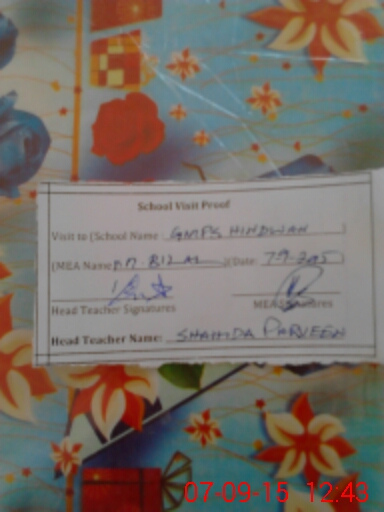 School Visit Proof
Visit to (School Name GMPS HINDWAN
(MEA Name M BILAL )(Date: 7-9-205
Head Teacher Signatures MEA Signatures
Head Teacher Name: SHAHIDA PARVEEN
07-09-15 12:43